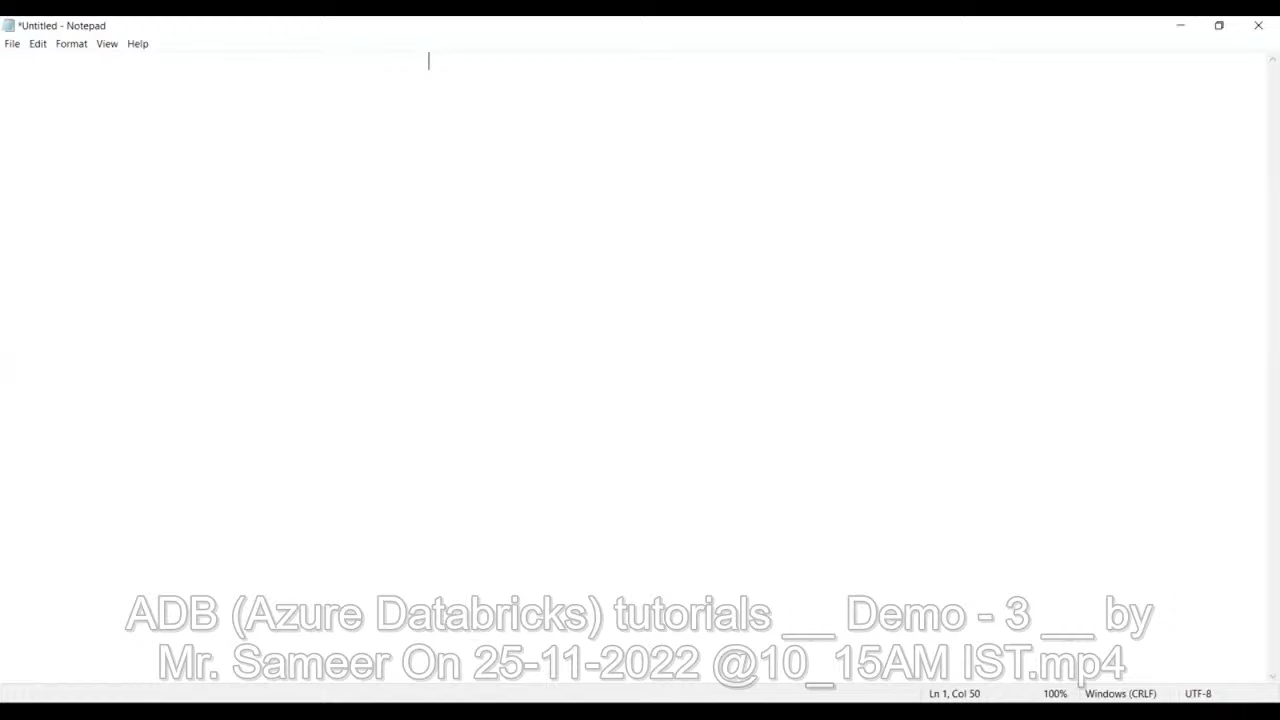 *Untitled - Notepad
File Edit Format View Help
ADB (Azure Databricks) tutorials __ Demo - 3 __ by
Mr. Sameer On 25-11-2022 @10_15AM IST.mp4
Ln 1, Col 50 100% Windows (CRLF) UTF-8